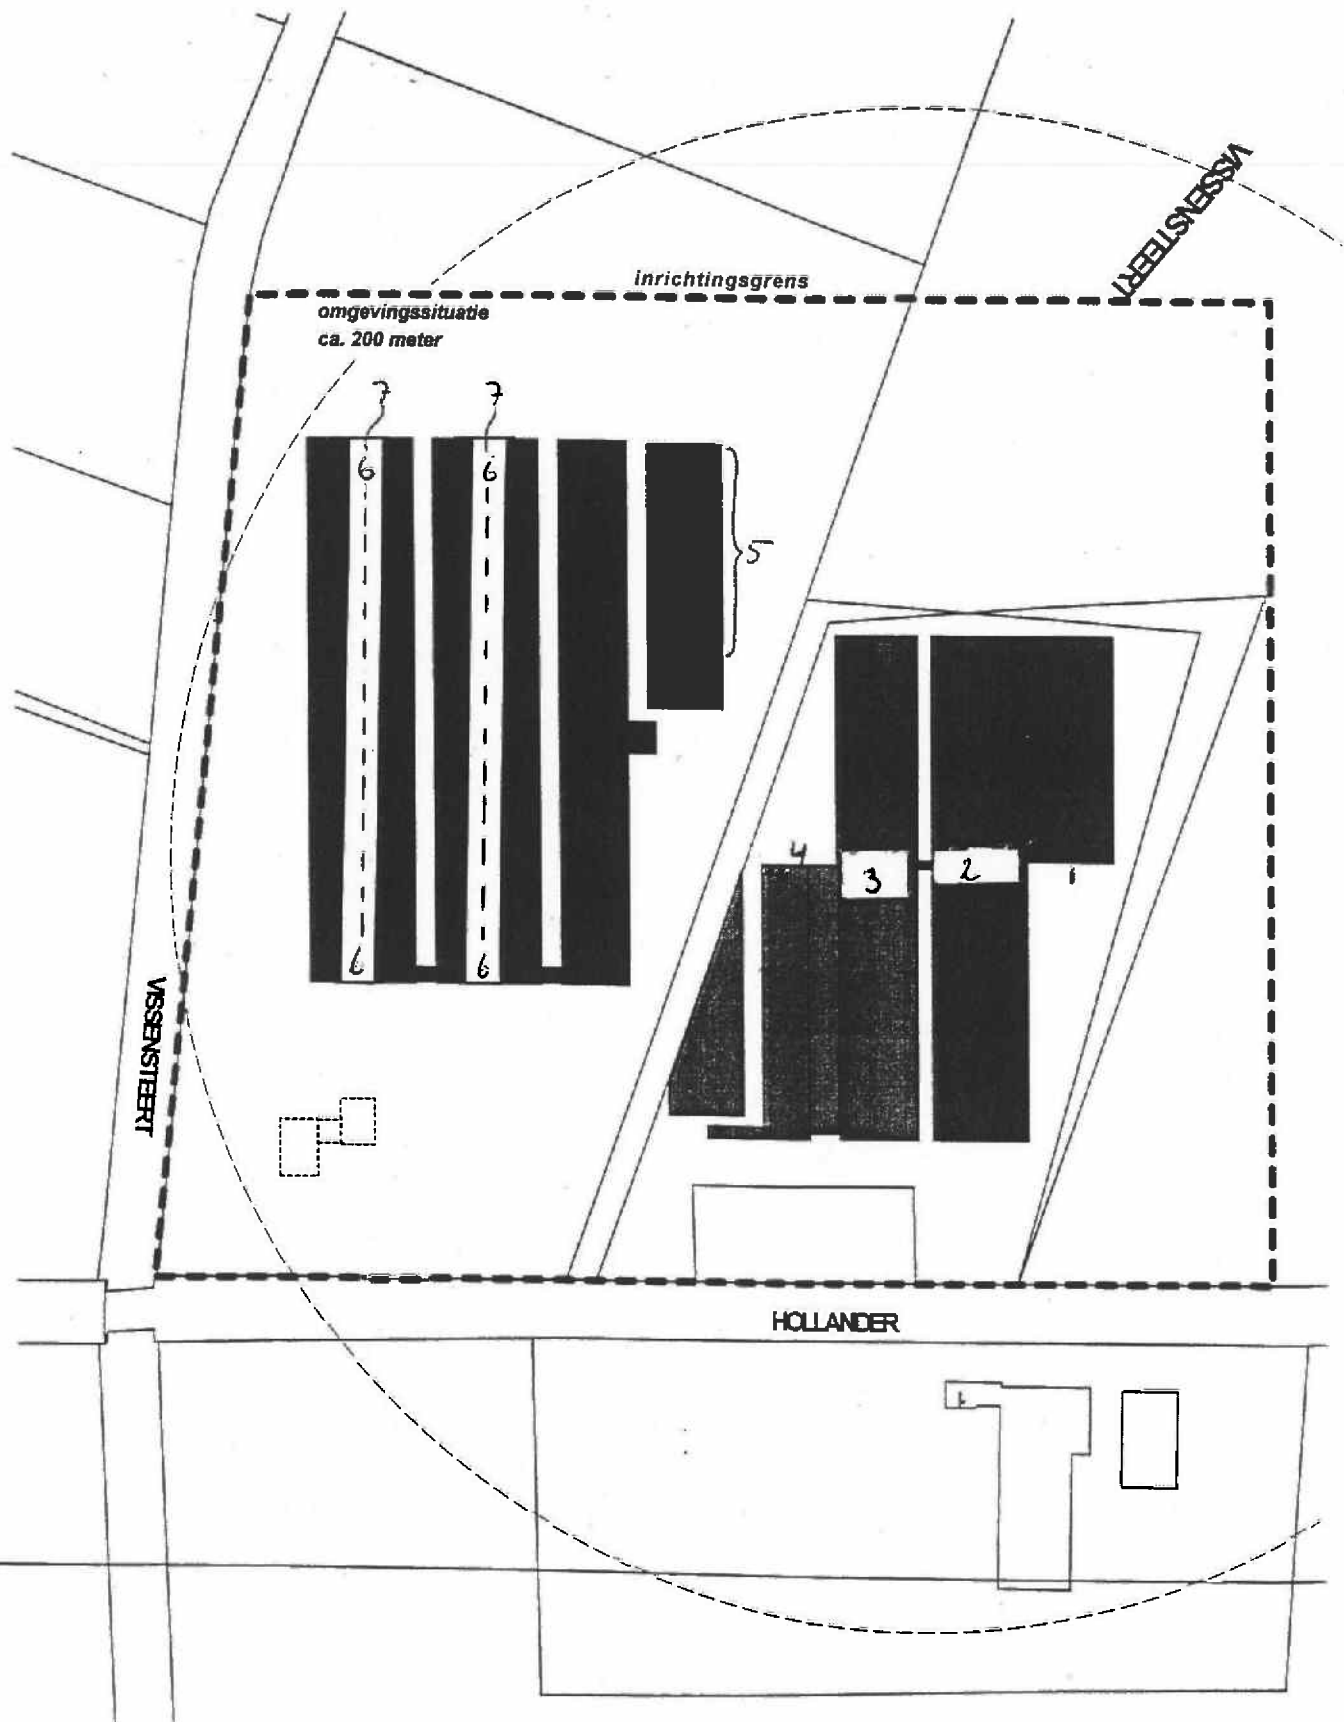 VISSENSTEERT
inrichtingsgrens
omgevingssituatie
ca. 200 meter
7 7
6 6
5
4
3 2 1
6 6
VISSENSTEERT
HOLLANDER